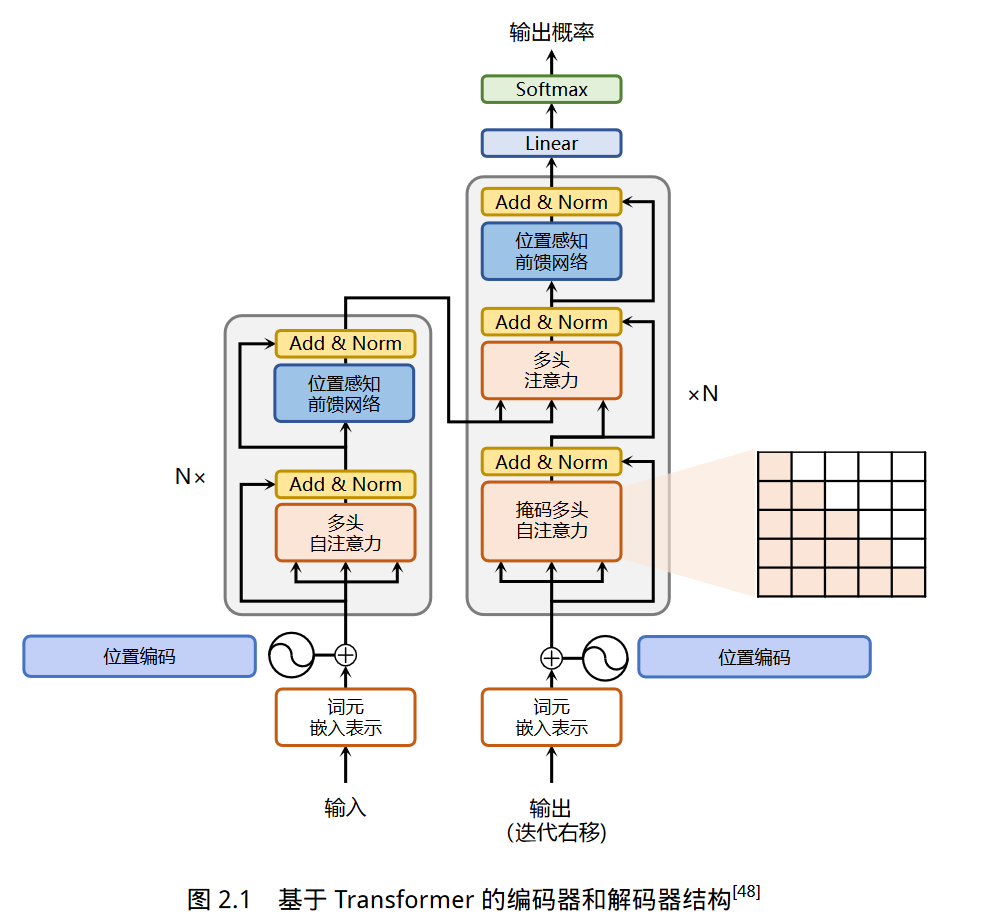 输出概率
Softmax
Linear
Add & Norm
位置感知
前馈网络
Add & Norm
多头
注意力
×N
Add & Norm
掩码多头
自注意力
Add & Norm
位置感知
前馈网络
N×
Add & Norm
多头
自注意力
位置编码
位置编码
词元
嵌入表示
词元
嵌入表示
输入
输出
（迭代右移)
图 2.1 基于 Transformer 的编码器和解码器结构[48]